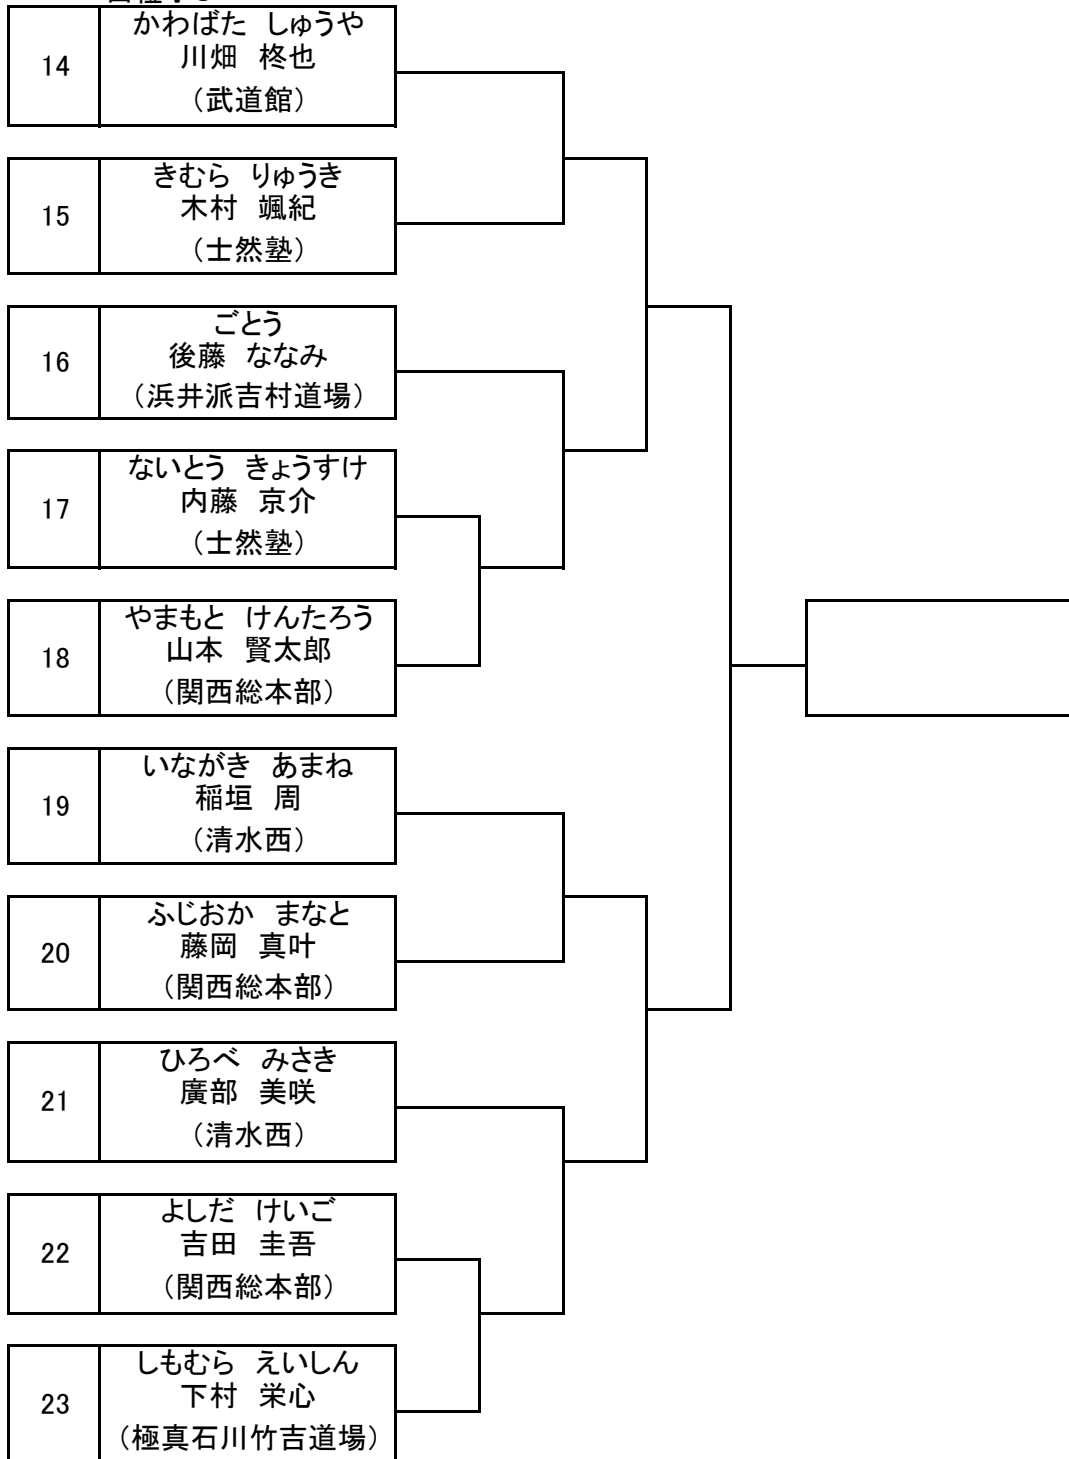 かわばた しゅうや
14
川畑 柊也
（武道館）
きむら りゅうき
15
木村 颯紀
（士然塾）
ごとう
16
後藤 ななみ
（浜井派吉村道場）
ないとう きょうすけ
17
内藤 京介
（士然塾）
やまもと けんたろう
18
山本 賢太郎
（関西総本部）
いながき あまね
19
稲垣 周
（清水西）
ふじおか まなと
20
藤岡 真叶
（関西総本部）
ひろべ みさき
21
廣部 美咲
（清水西）
よしだ けいご
22
吉田 圭吾
（関西総本部）
しもむら えいしん
23
下村 栄心
（極真石川竹吉道場）